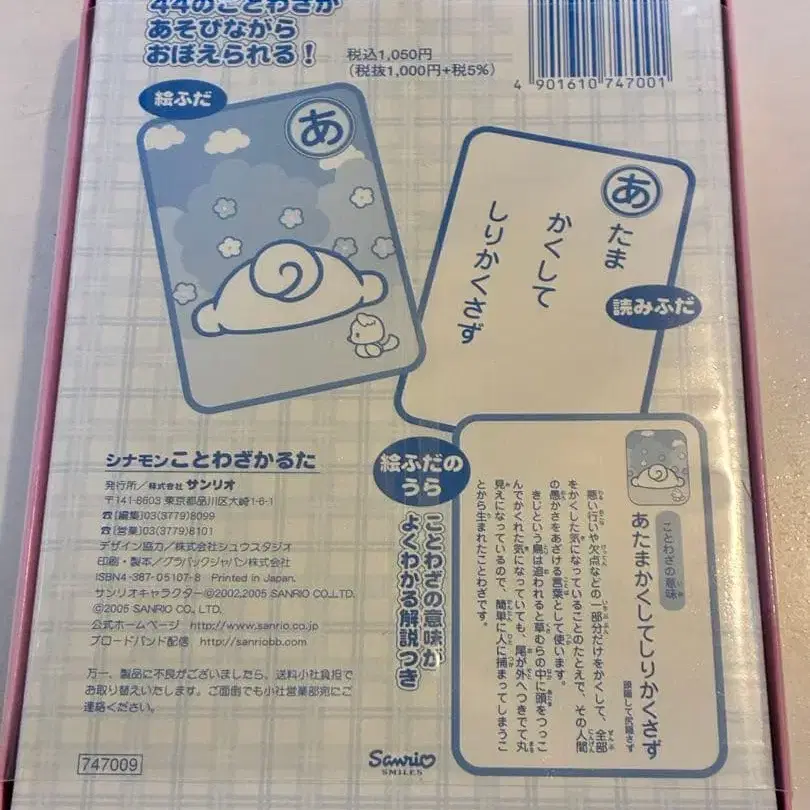 44のことわざが
あそびながら
おぼえられる!
税込1,050円
(税抜1,000円+税5%)
4 901610 747001
絵ふだ
あ
あ
たま
かくして
しりかくさず
読みふだ
シナモンことわざかるた
発行所/株式会社 サンリオ
〒141-8603 東京都品川区大崎1-6-1
☎[編集]03(3779)8099
☎[営業]03(3779)8101
デザイン協力/株式会社シュウスタジオ
印刷・製本/グラバックジャパン株式会社
ISBN4-387-05107-8 Printed in Japan.
サンリオキャラクター©2002,2005 SANRIO CO.,LTD.
©2005 SANRIO CO., LTD.
公式ホームページ http://www.sanrio.co.jp
ブロードバンド配信 http://sanriobb.com
万一、製品に不良がございましたら、送料小社負担で
お取り替えいたします。ご面倒でも小社営業部宛にご
連絡ください。
747009
絵ふだの
うら
ことわざの意味が
よくわかる解説つき
ことわざの意味
あたまかくしてしりかくさず
頭隠して尻隠さず
悪い行いや欠点などの一部分だけをかくして、全部
をかくした気になっていることのたとえで、その人間
の愚かさをあざける言葉として使います。
きじという鳥は追われると草むらの中に頭をつっこ
んでかくれた気になっていても、尾が外へつきでて丸
見えになっているので、簡単に人に捕まってしまうこ
とから生まれたことわざです。
Sanrio
SMILES